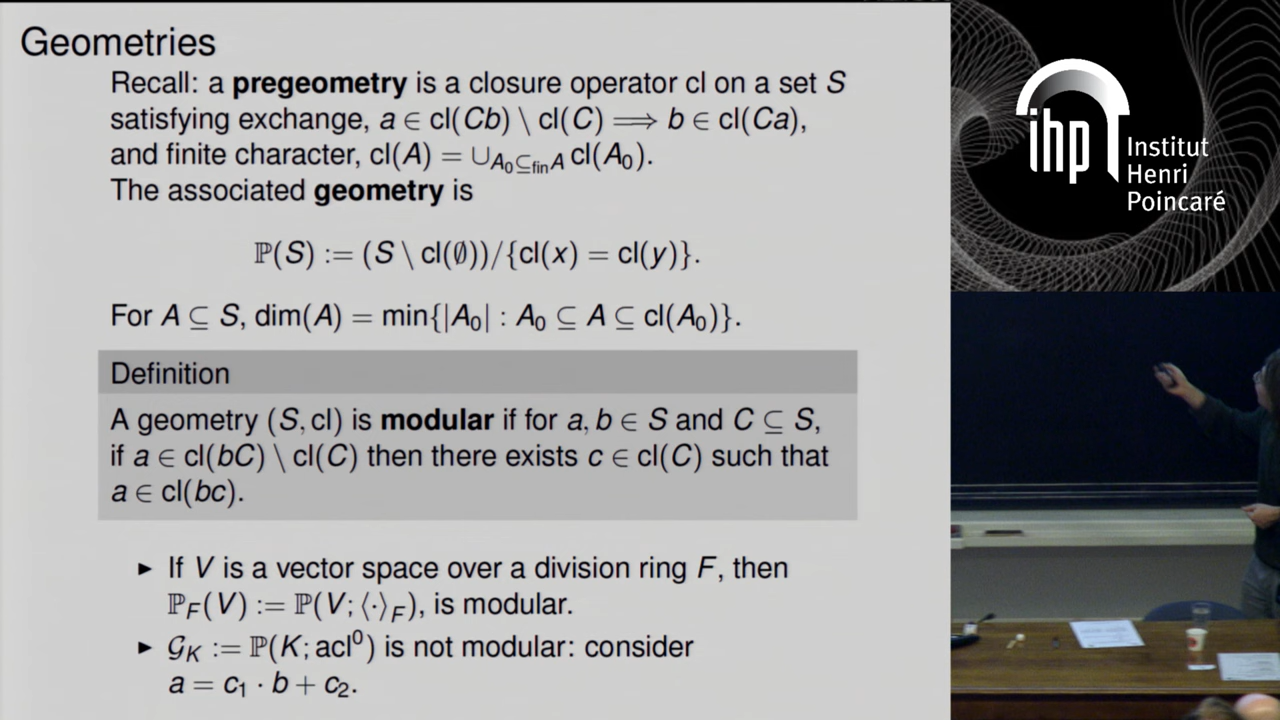 Geometries
Recall: a pregeometry is a closure operator cl on a set S
satisfying exchange, a ∈ cl(Cb) \ cl(C) ⟹ b ∈ cl(Ca),
and finite character, cl(A) = ∪_{A₀⊆_{fin}A} cl(A₀).
The associated geometry is
ℙ(S) := (S \ cl(∅))/{cl(x) = cl(y)}.
For A ⊆ S, dim(A) = min{|A₀| : A₀ ⊆ A ⊆ cl(A₀)}.
Definition
A geometry (S, cl) is modular if for a, b ∈ S and C ⊆ S,
if a ∈ cl(bC) \ cl(C) then there exists c ∈ cl(C) such that
a ∈ cl(bc).
► If V is a vector space over a division ring F, then
ℙ_F(V) := ℙ(V; ⟨·⟩_F), is modular.
► 𝒢_K := ℙ(K; acl⁰) is not modular: consider
a = c₁ · b + c₂.
ihp
Institut
Henri
Poincaré